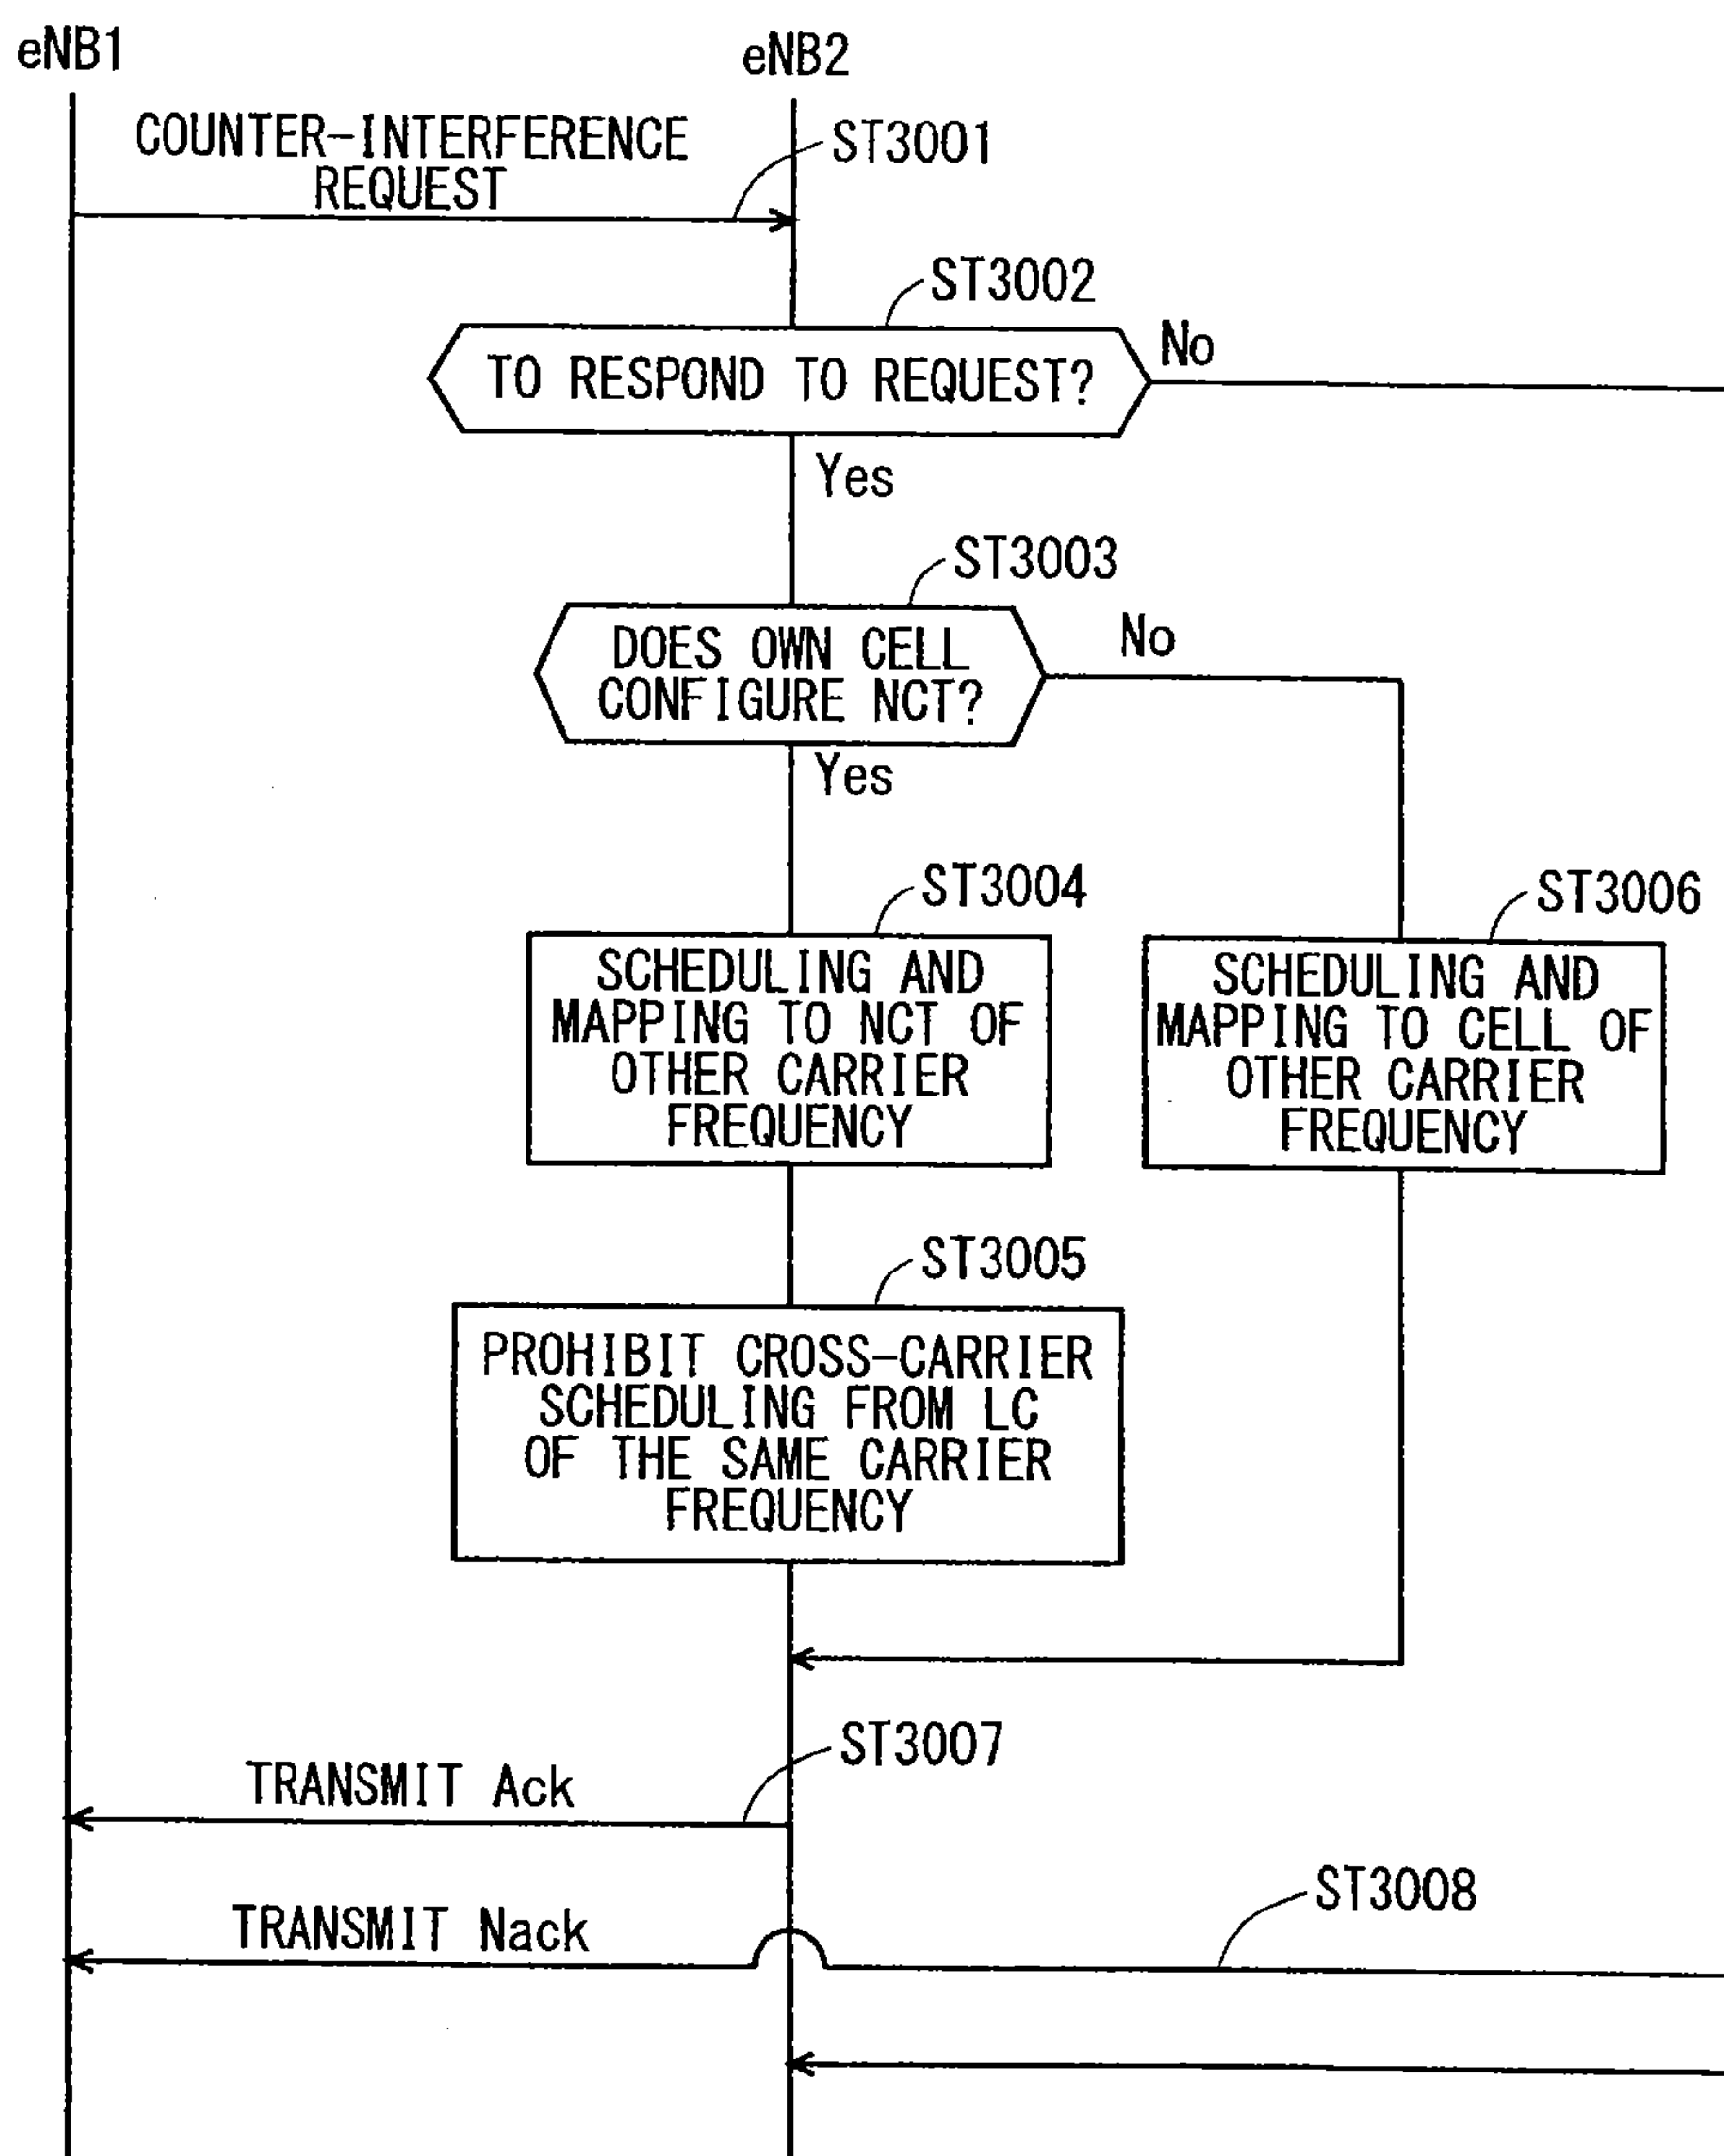 eNB1
eNB2
COUNTER-INTERFERENCE
REQUEST
ST3001
ST3002
TO RESPOND TO REQUEST?
No
Yes
ST3003
DOES OWN CELL
CONFIGURE NCT?
No
Yes
ST3004
SCHEDULING AND
MAPPING TO NCT OF
OTHER CARRIER
FREQUENCY
ST3006
SCHEDULING AND
MAPPING TO CELL OF
OTHER CARRIER
FREQUENCY
ST3005
PROHIBIT CROSS-CARRIER
SCHEDULING FROM LC
OF THE SAME CARRIER
FREQUENCY
ST3007
TRANSMIT Ack
ST3008
TRANSMIT Nack